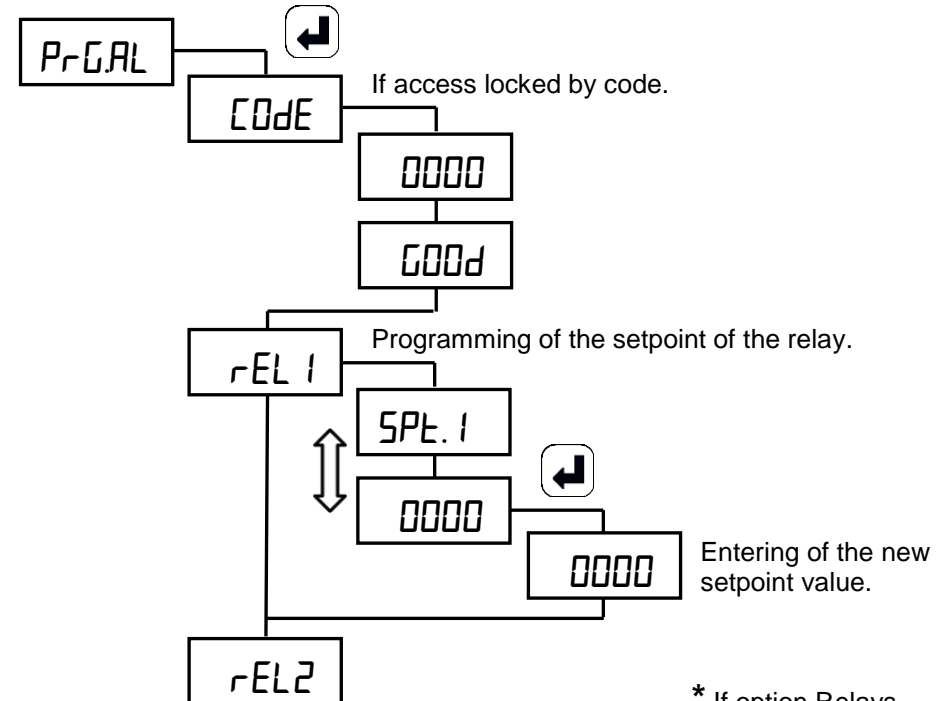 PrG.AL
If access locked by code.
COdE
0000
GOOd
Programming of the setpoint of the relay.
rEL 1
SPt. 1
0000
0000
Entering of the new
setpoint value.
rEL2
* If option Relays